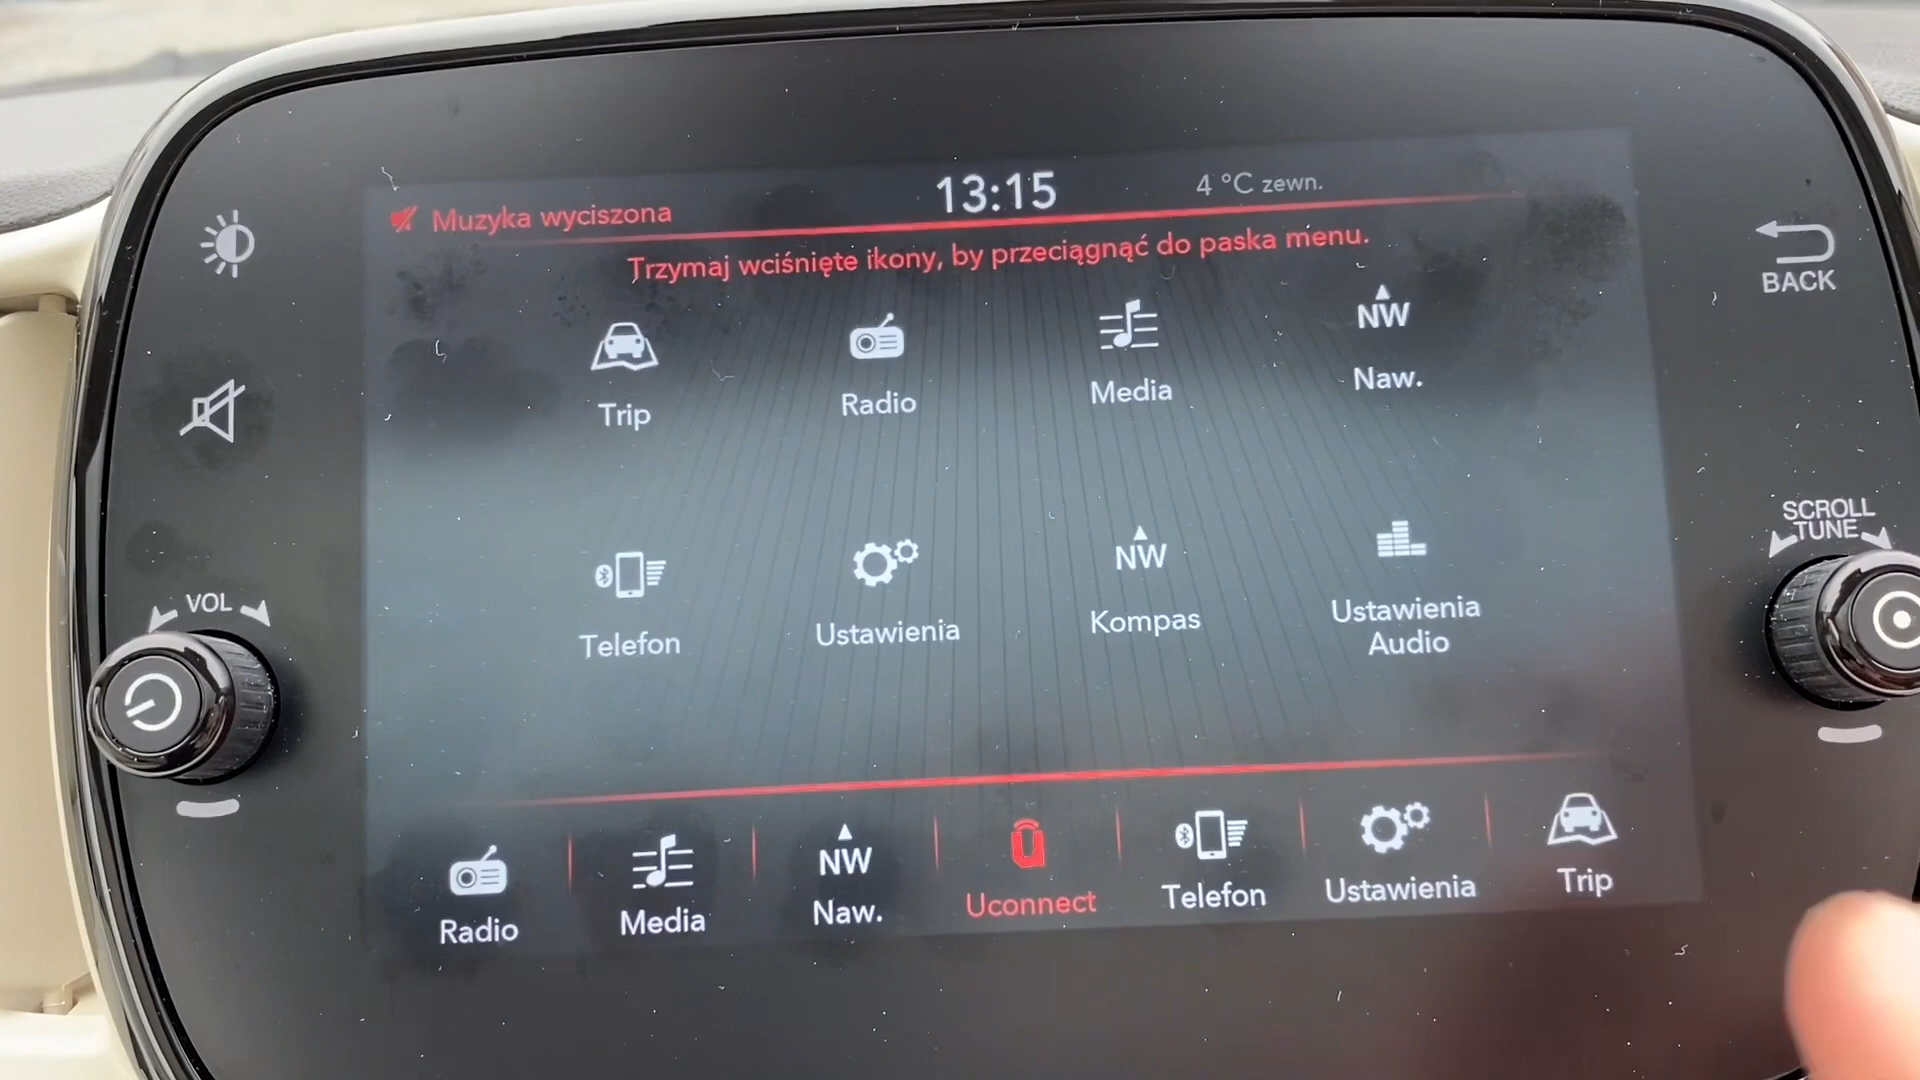 Muzyka wyciszona
13:15
4 °C zewn.
Trzymaj wciśnięte ikony, by przeciągnąć do paska menu.
BACK
NW
Trip
Radio
Media
Naw.
SCROLL
TUNE
VOL
NW
Telefon
Ustawienia
Kompas
Ustawienia
Audio
NW
Radio
Media
Naw.
Uconnect
Telefon
Ustawienia
Trip